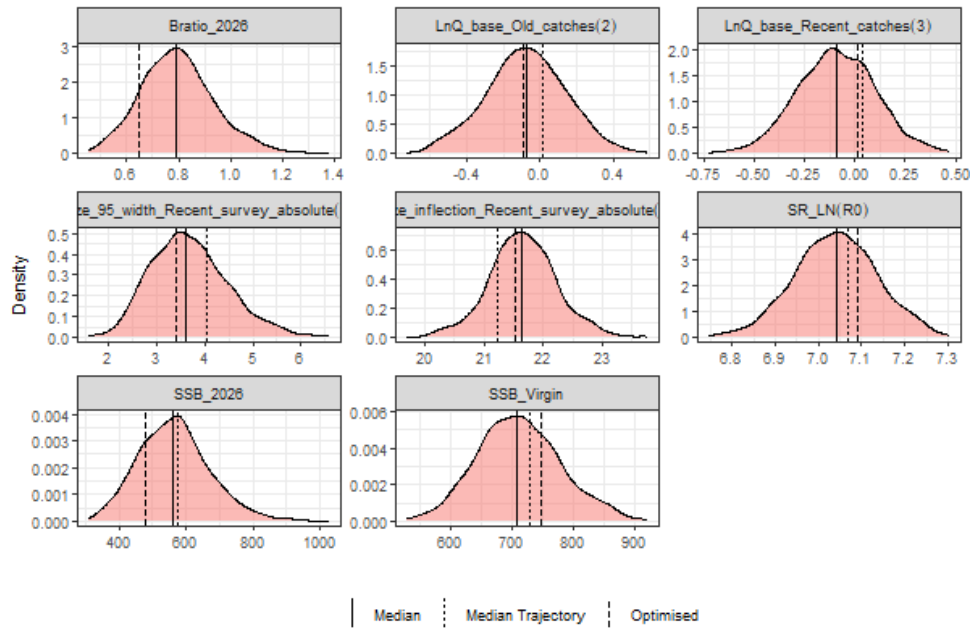 Bratio_2026
LnQ_base_Old_catches(2)
LnQ_base_Recent_catches(3)
3
2
1
0
0.6 0.8 1.0 1.2 1.4
1.5
1.0
0.5
0.0
-0.4 0.0 0.4
2.0
1.5
1.0
0.5
0.0
-0.75 -0.50 -0.25 0.00 0.25 0.50
ze_95_width_Recent_survey_absolute(
ze_inflection_Recent_survey_absolute(
SR_LN(R0)
0.5
0.4
0.3
0.2
0.1
0.0
2 3 4 5 6
0.6
0.4
0.2
0.0
20 21 22 23
4
3
2
1
0
6.8 6.9 7.0 7.1 7.2 7.3
Density
SSB_2026
SSB_Virgin
0.004
0.003
0.002
0.001
0.000
400 600 800 1000
0.006
0.004
0.002
0.000
600 700 800 900
Median Median Trajectory Optimised